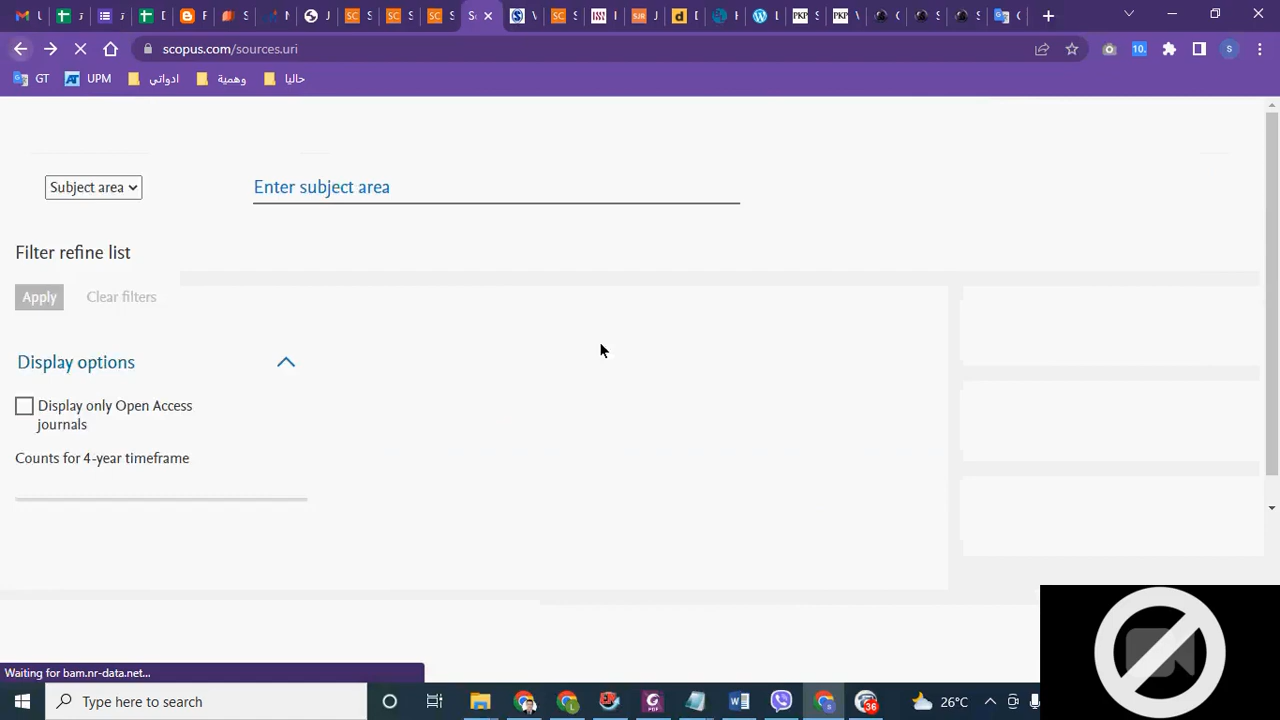 scopus.com/sources.uri
10.
S
GT
UPM
ادواتي
وهمية
حاليا
Subject area
Enter subject area
Filter refine list
Apply
Clear filters
Display options
Display only Open Access
journals
Counts for 4-year timeframe
Waiting for bam.nr-data.net...
Type here to search
36
26°C